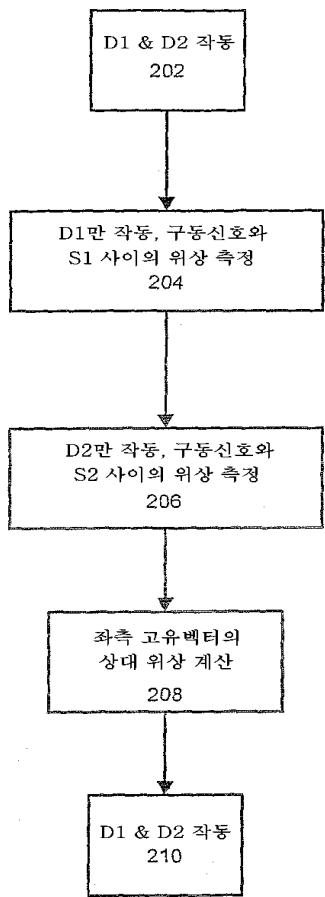 D1 & D2 작동
202
D1만 작동, 구동신호와
S1 사이의 위상 측정
204
D2만 작동, 구동신호와
S2 사이의 위상 측정
206
좌측 고유벡터의
상대 위상 계산
208
D1 & D2 작동
210